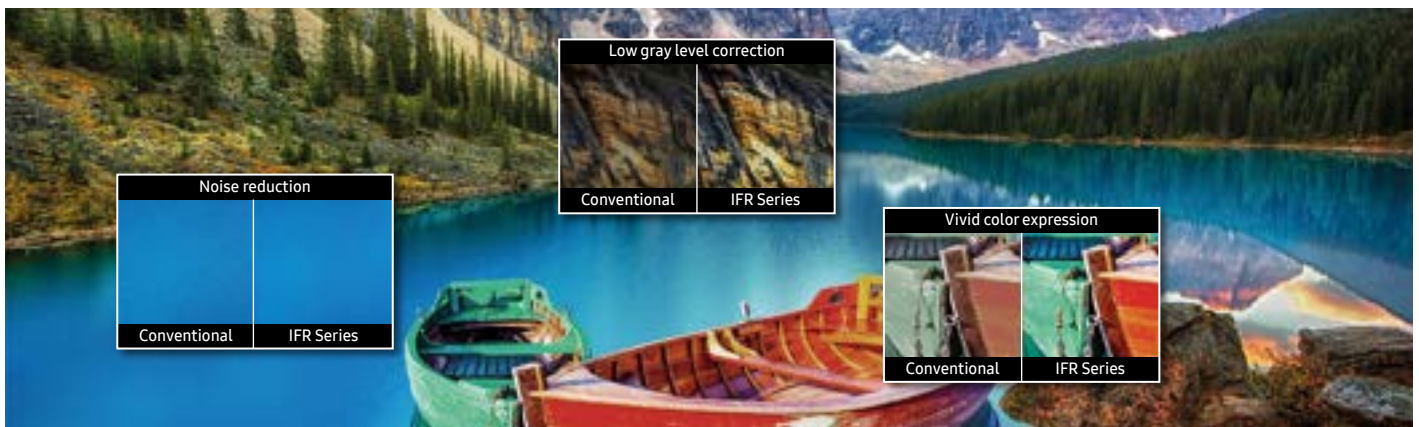 Low gray level correction
Conventional IFR Series
Noise reduction
Conventional IFR Series
Vivid color expression
Conventional IFR Series